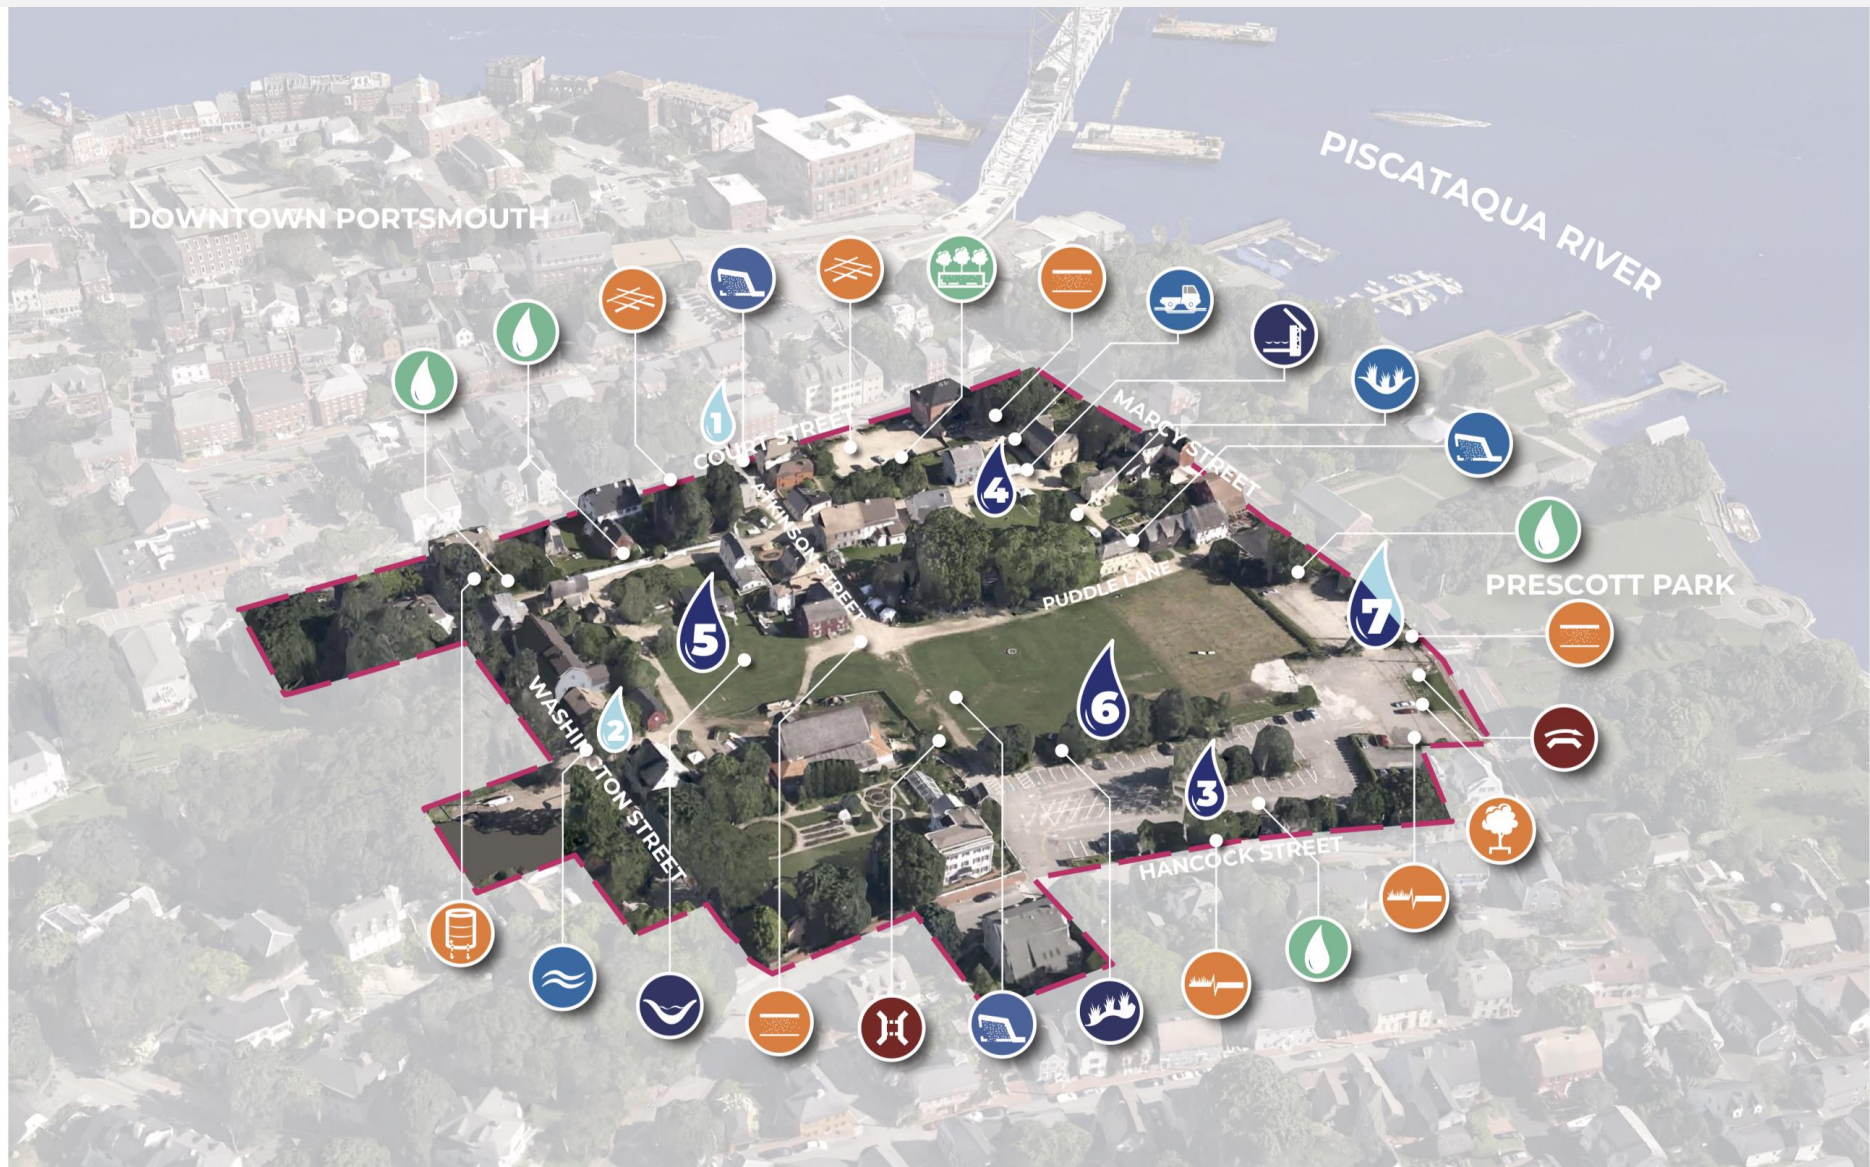 PISCATAQUA RIVER
DOWNTOWN PORTSMOUTH
1
COURT STREET
MARCY STREET
4
ATKINSON STREET
PUDDLE LANE
PRESCOTT PARK
7
5
6
WASHINGTON STREET
2
3
HANCOCK STREET